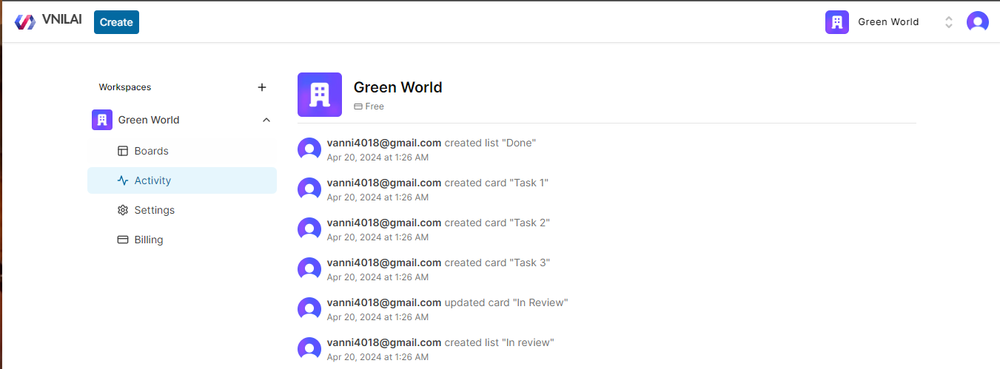 VNILAI
Create
Green World
Workspaces
Green World
Boards
Activity
Settings
Billing
Green World
Free
vanni4018@gmail.com created list "Done"
Apr 20, 2024 at 1:26 AM
vanni4018@gmail.com created card "Task 1"
Apr 20, 2024 at 1:26 AM
vanni4018@gmail.com created card "Task 2"
Apr 20, 2024 at 1:26 AM
vanni4018@gmail.com created card "Task 3"
Apr 20, 2024 at 1:26 AM
vanni4018@gmail.com updated card "In Review"
Apr 20, 2024 at 1:26 AM
vanni4018@gmail.com created list "In review"
Apr 20, 2024 at 1:26 AM